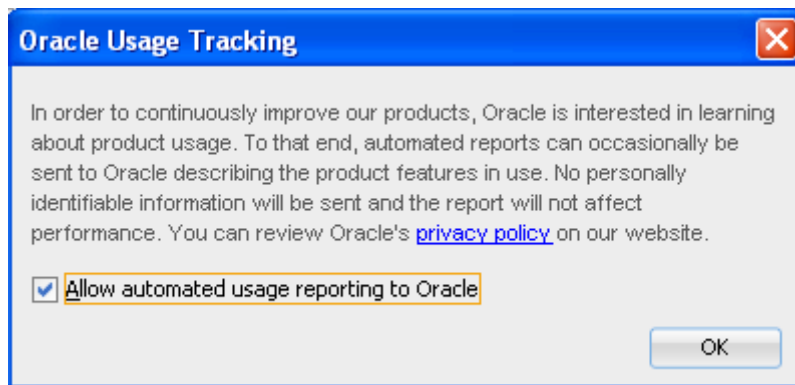 Oracle Usage Tracking
In order to continuously improve our products, Oracle is interested in learning
about product usage. To that end, automated reports can occasionally be
sent to Oracle describing the product features in use. No personally
identifiable information will be sent and the report will not affect
performance. You can review Oracle's privacy policy on our website.
Allow automated usage reporting to Oracle
OK